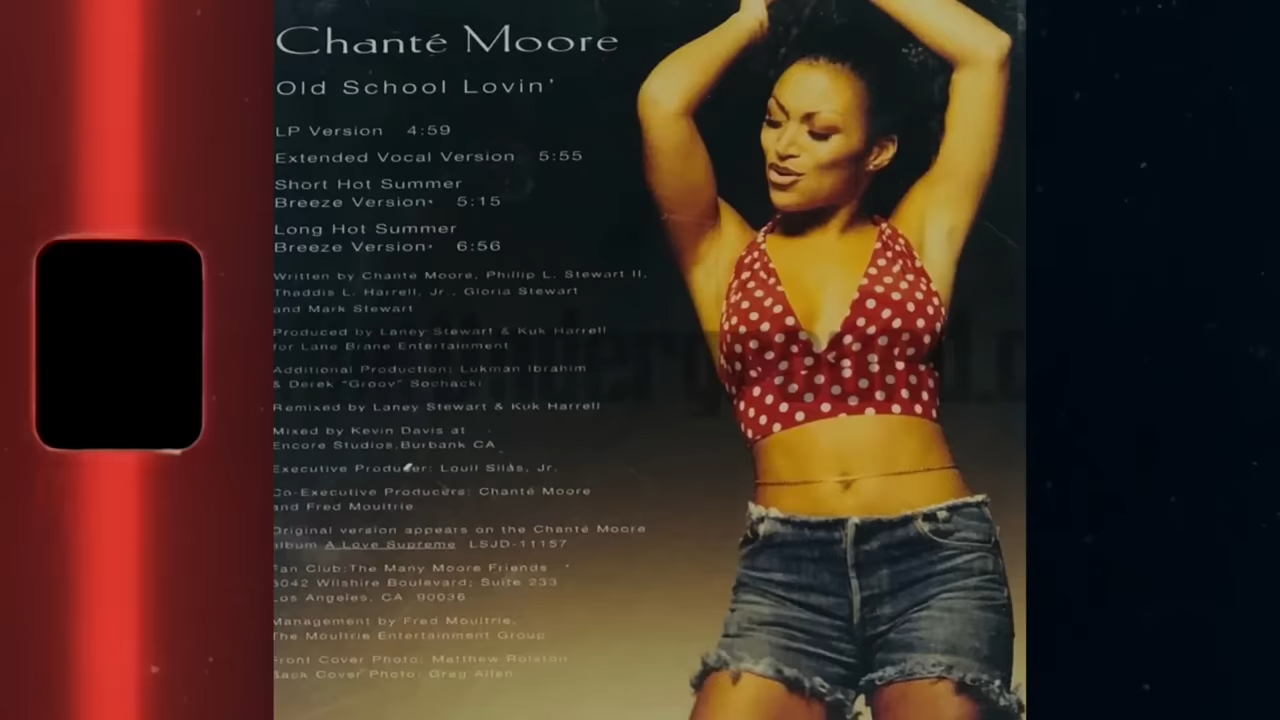 Chanté Moore
Old School Lovin'
LP Version 4:59
Extended Vocal Version 5:55
Short Hot Summer
Breeze Version* 5:15
Long Hot Summer
Breeze Version* 6:56
Written by Chanté Moore, Phillip L. Stewart II,
Thaddis L. Harrell, Jr., Gloria Stewart
and Mark Stewart
Produced by Laney Stewart & Kuk Harrell
for Lane Brane Entertainment
Additional Production: Lukman Ibrahim
& Derek "Groov" Sochacki
Remixed by Laney Stewart & Kuk Harrell
Mixed by Kevin Davis at
Encore Studios, Burbank CA
Executive Producer: Louil Silas, Jr.
Co-Executive Producers: Chanté Moore
and Fred Moultrie
Original version appears on the Chanté Moore
album A Love Supreme LSJD-11157
Fan Club: The Many Moore Friends
6042 Wilshire Boulevard; Suite 233
Los Angeles, CA 90036
Management by Fred Moultrie,
The Moultrie Entertainment Group
Front Cover Photo: Matthew Rolston
Back Cover Photo: Greg Allen